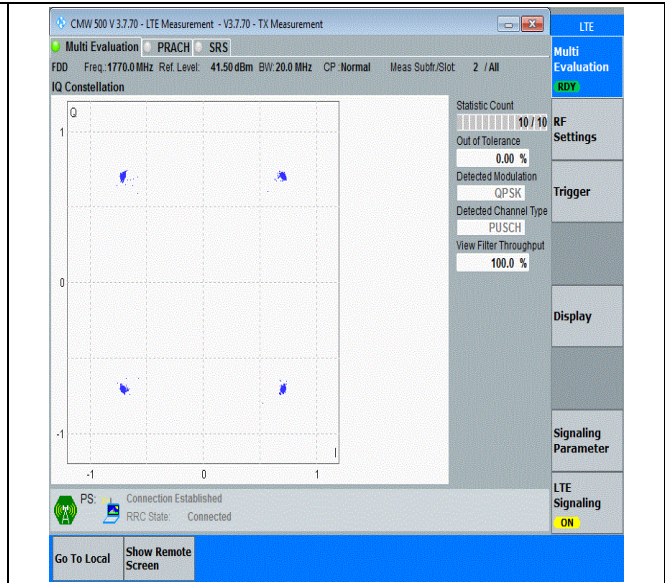 CMW 500 V 3.7.70 - LTE Measurement - V3.7.70 - TX Measurement
LTE
Multi Evaluation PRACH SRS
FDD Freq.:1770.0 MHz Ref. Level: 41.50 dBm BW: 20.0 MHz CP :Normal Meas Subfr./Slot: 2 / All
IQ Constellation
Q
1
0
-1
-1 0 1
I
Statistic Count
10 / 10
Out of Tolerance
0.00 %
Detected Modulation
QPSK
Detected Channel Type
PUSCH
View Filter Throughput
100.0 %
Multi
Evaluation
RDY
RF
Settings
Trigger
Display
Signaling
Parameter
LTE
Signaling
ON
PS: Connection Established
RRC State: Connected
Go To Local
Show Remote
Screen